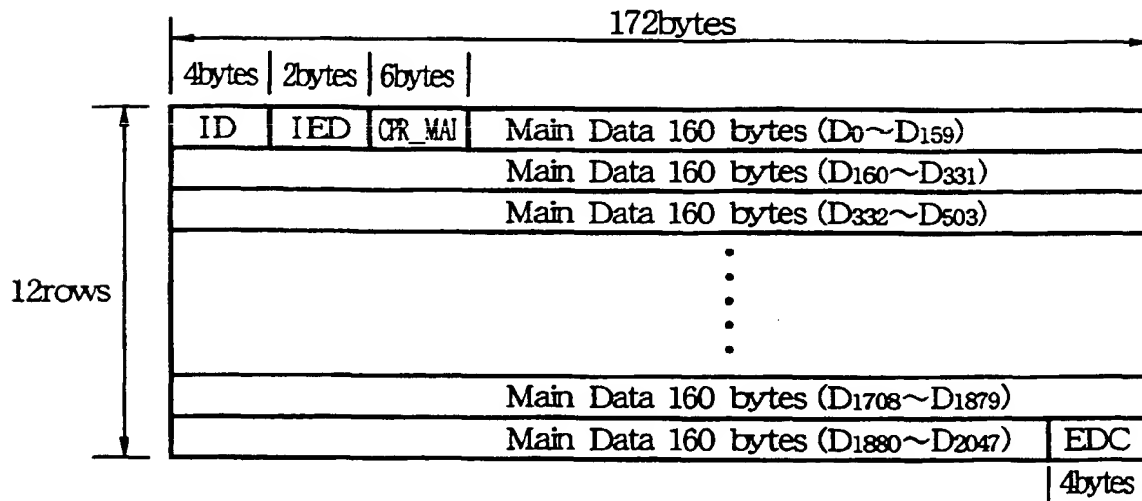 172bytes
4bytes 2bytes 6bytes
ID IED CPR_MAI Main Data 160 bytes (D0~D159)
Main Data 160 bytes (D160~D331)
Main Data 160 bytes (D332~D503)
12rows
Main Data 160 bytes (D1708~D1879)
Main Data 160 bytes (D1880~D2047) EDC
4bytes